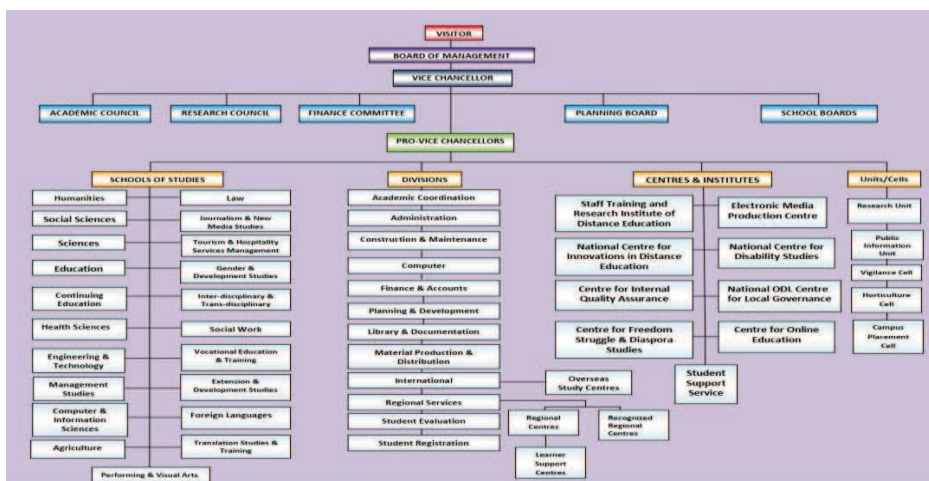 VISITOR
BOARD OF MANAGEMENT
VICE CHANCELLOR
ACADEMIC COUNCIL
RESEARCH COUNCIL
FINANCE COMMITTEE
PLANNING BOARD
SCHOOL BOARDS
PRO-VICE CHANCELLORS
SCHOOLS OF STUDIES
Humanities
Law
Social Sciences
Journalism & New
Media Studies
Sciences
Tourism & Hospitality
Services Management
Education
Gender &
Development Studies
Continuing
Education
Inter-disciplinary &
Trans-disciplinary
Health Sciences
Social Work
Engineering &
Technology
Vocational Education
& Training
Management
Studies
Extension &
Development Studies
Computer &
Information
Sciences
Foreign Languages
Agriculture
Translation Studies &
Training
Performing & Visual Arts
DIVISIONS
Academic Coordination
Administration
Construction & Maintenance
Computer
Finance & Accounts
Planning & Development
Library & Documentation
Material Production &
Distribution
International
Overseas
Study Centres
Regional Services
Regional
Centres
Recognized
Regional
Centres
Learner
Support
Centres
Student Evaluation
Student Registration
CENTRES & INSTITUTES
Staff Training and
Research Institute of
Distance Education
Electronic Media
Production Centre
National Centre for
Innovations in Distance
Education
National Centre for
Disability Studies
Centre for Internal
Quality Assurance
National ODL Centre
for Local Governance
Centre for Freedom
Struggle & Diaspora
Studies
Centre for Online
Education
Student
Support
Service
Units/Cells
Research Unit
Public
Information
Unit
Vigilance Cell
Horticulture
Cell
Campus
Placement
Cell